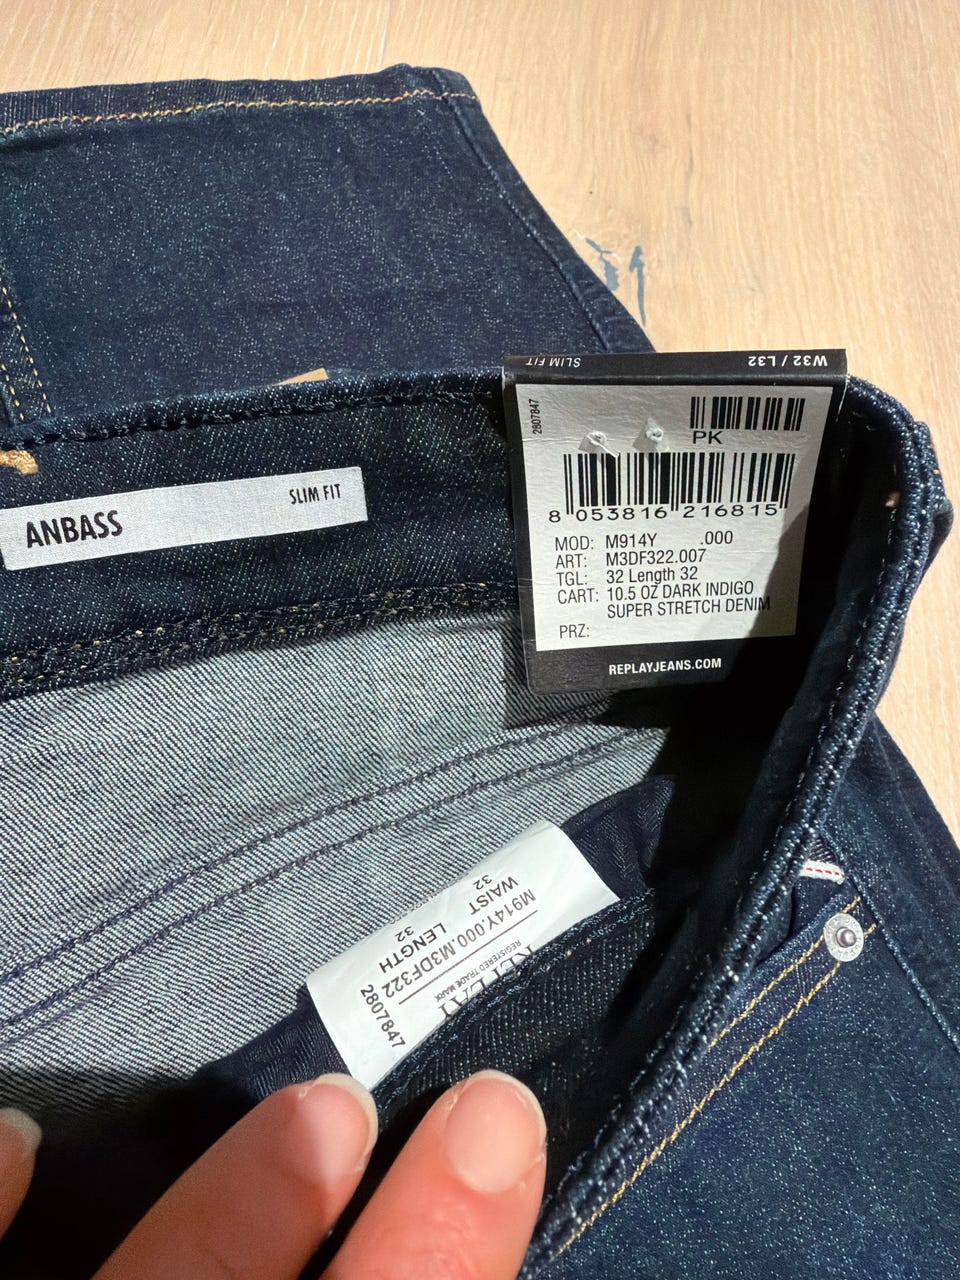 SLIM FIT
W32 / L32
2807847
PK
8 053816 216815
MOD: M914Y .000
ART: M3DF322.007
TGL: 32 Length 32
CART: 10.5 OZ DARK INDIGO
SUPER STRETCH DENIM
PRZ:
REPLAYJEANS.COM
ANBASS
SLIM FIT
REPLAY
REGISTERED TRADE MARK
M914Y.000.M3DF322
WAIST LENGTH
32 32
2807847